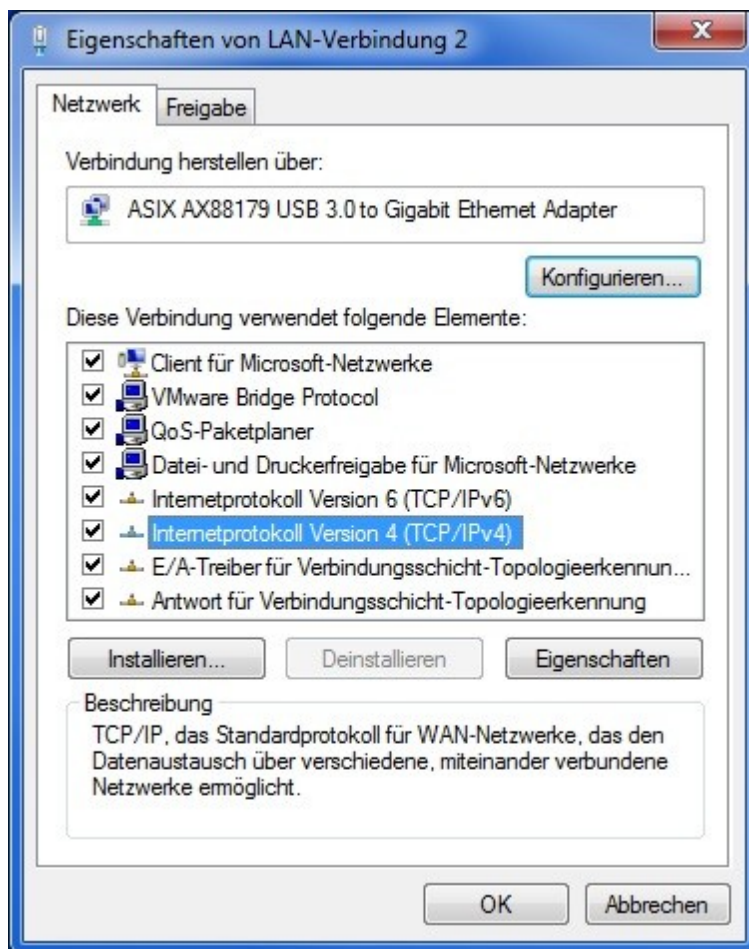 Eigenschaften von LAN-Verbindung 2
Netzwerk
Freigabe
Verbindung herstellen über:
ASIX AX88179 USB 3.0 to Gigabit Ethernet Adapter
Konfigurieren...
Diese Verbindung verwendet folgende Elemente:
Client für Microsoft-Netzwerke
VMware Bridge Protocol
QoS-Paketplaner
Datei- und Druckerfreigabe für Microsoft-Netzwerke
Internetprotokoll Version 6 (TCP/IPv6)
Internetprotokoll Version 4 (TCP/IPv4)
E/A-Treiber für Verbindungsschicht-Topologieerkennun...
Antwort für Verbindungsschicht-Topologieerkennung
Installieren...
Deinstallieren
Eigenschaften
Beschreibung
TCP/IP, das Standardprotokoll für WAN-Netzwerke, das den
Datenaustausch über verschiedene, miteinander verbundene
Netzwerke ermöglicht.
OK
Abbrechen